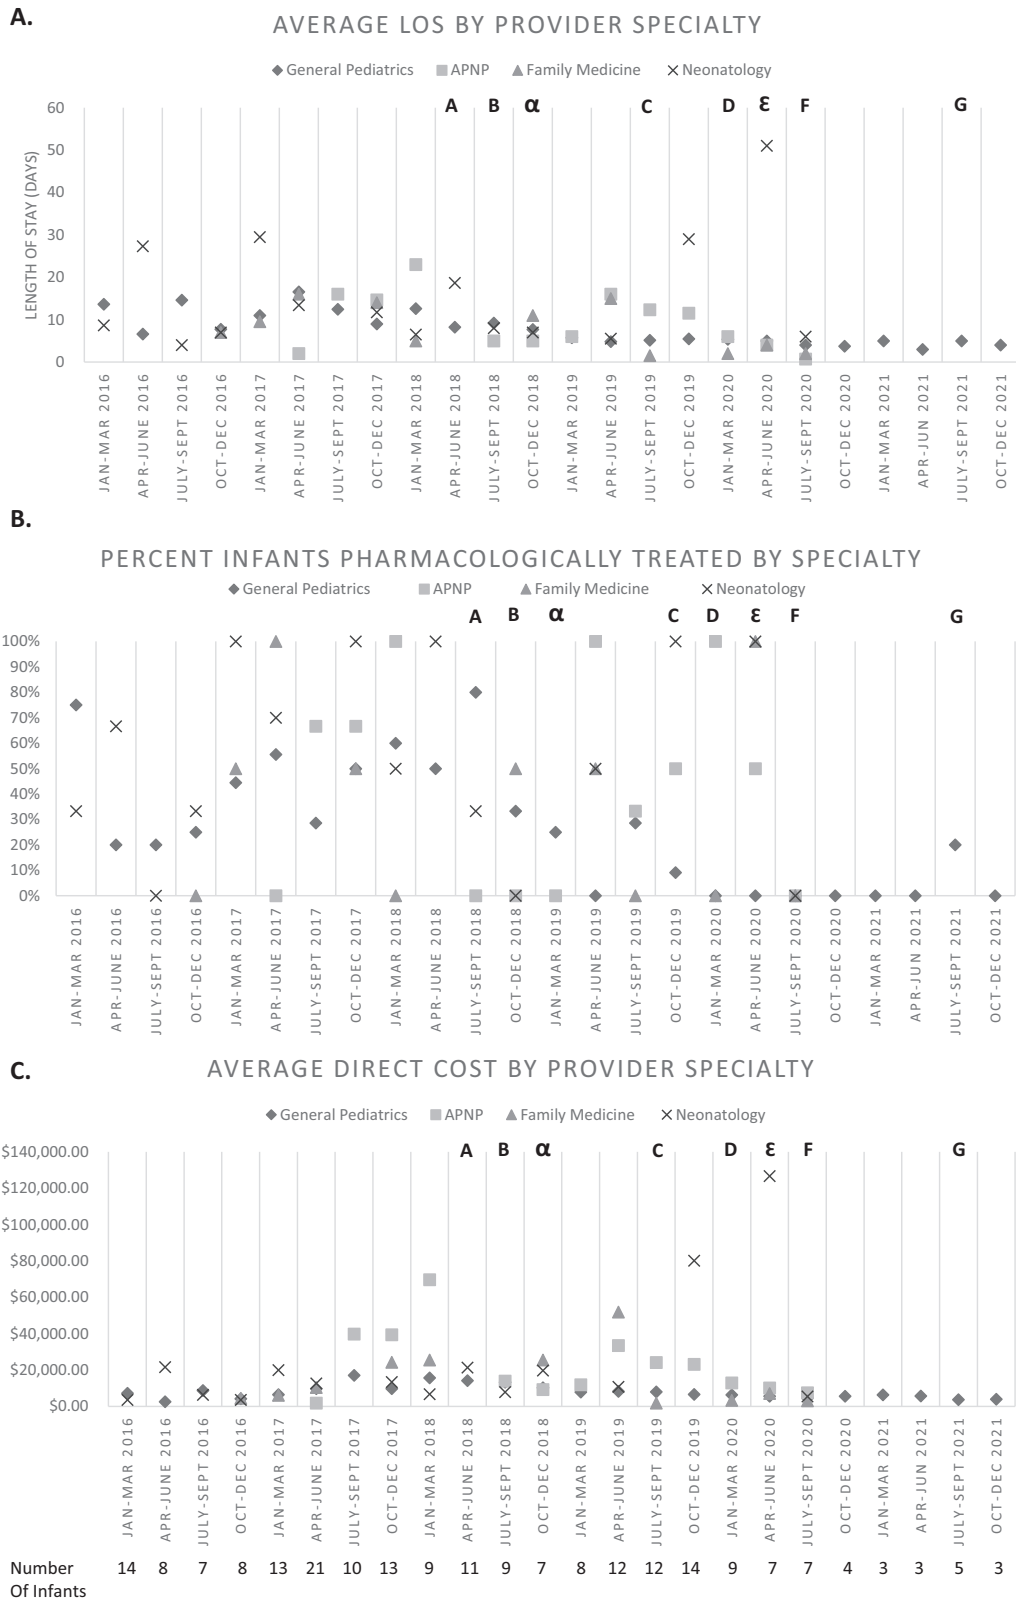 A.
AVERAGE LOS BY PROVIDER SPECIALTY
General Pediatrics APNP Family Medicine Neonatology
A B α C D ε F G
LENGTH OF STAY (DAYS)
60
50
40
30
20
10
0
JAN-MAR 2016
APR-JUNE 2016
JULY-SEPT 2016
OCT-DEC 2016
JAN-MAR 2017
APR-JUNE 2017
JULY-SEPT 2017
OCT-DEC 2017
JAN-MAR 2018
APR-JUNE 2018
JULY-SEPT 2018
OCT-DEC 2018
JAN-MAR 2019
APR-JUNE 2019
JULY-SEPT 2019
OCT-DEC 2019
JAN-MAR 2020
APR-JUNE 2020
JULY-SEPT 2020
OCT-DEC 2020
JAN-MAR 2021
APR-JUN 2021
JULY-SEPT 2021
OCT-DEC 2021
B.
PERCENT INFANTS PHARMACOLOGICALLY TREATED BY SPECIALTY
General Pediatrics APNP Family Medicine Neonatology
A B α C D ε F G
100%
90%
80%
70%
60%
50%
40%
30%
20%
10%
0%
JAN-MAR 2016
APR-JUNE 2016
JULY-SEPT 2016
OCT-DEC 2016
JAN-MAR 2017
APR-JUNE 2017
JULY-SEPT 2017
OCT-DEC 2017
JAN-MAR 2018
APR-JUNE 2018
JULY-SEPT 2018
OCT-DEC 2018
JAN-MAR 2019
APR-JUNE 2019
JULY-SEPT 2019
OCT-DEC 2019
JAN-MAR 2020
APR-JUNE 2020
JULY-SEPT 2020
OCT-DEC 2020
JAN-MAR 2021
APR-JUN 2021
JULY-SEPT 2021
OCT-DEC 2021
C.
AVERAGE DIRECT COST BY PROVIDER SPECIALTY
General Pediatrics APNP Family Medicine Neonatology
A B α C D ε F G
$140,000.00
$120,000.00
$100,000.00
$80,000.00
$60,000.00
$40,000.00
$20,000.00
$0.00
JAN-MAR 2016
APR-JUNE 2016
JULY-SEPT 2016
OCT-DEC 2016
JAN-MAR 2017
APR-JUNE 2017
JULY-SEPT 2017
OCT-DEC 2017
JAN-MAR 2018
APR-JUNE 2018
JULY-SEPT 2018
OCT-DEC 2018
JAN-MAR 2019
APR-JUNE 2019
JULY-SEPT 2019
OCT-DEC 2019
JAN-MAR 2020
APR-JUNE 2020
JULY-SEPT 2020
OCT-DEC 2020
JAN-MAR 2021
APR-JUN 2021
JULY-SEPT 2021
OCT-DEC 2021
Number 14 8 7 8 13 21 10 13 9 11 9 7 8 12 12 14 9 7 7 4 3 3 5 3
Of Infants